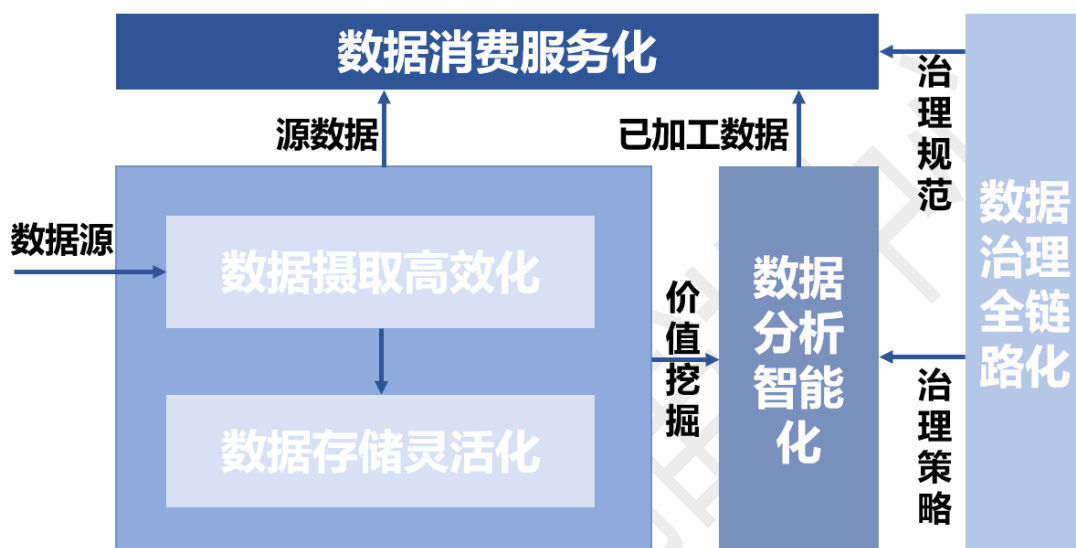 数据消费服务化
源数据
已加工数据
治理规范
数据源
数据摄取高效化
数据存储灵活化
价值挖掘
数据
分析
智能
化
治理策略
数据
治理
全链
路化